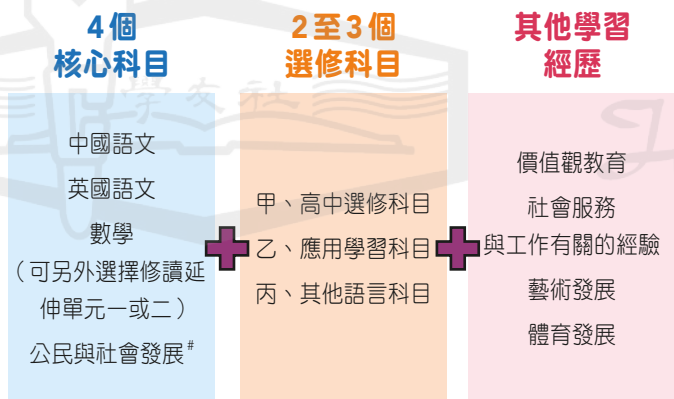 4個
核心科目
中國語文
英國語文
數學
（可另外選擇修讀延
伸單元一或二）
公民與社會發展#
2至3個
選修科目
甲、高中選修科目
乙、應用學習科目
丙、其他語言科目
其他學習
經歷
價值觀教育
社會服務
與工作有關的經驗
藝術發展
體育發展
學友社